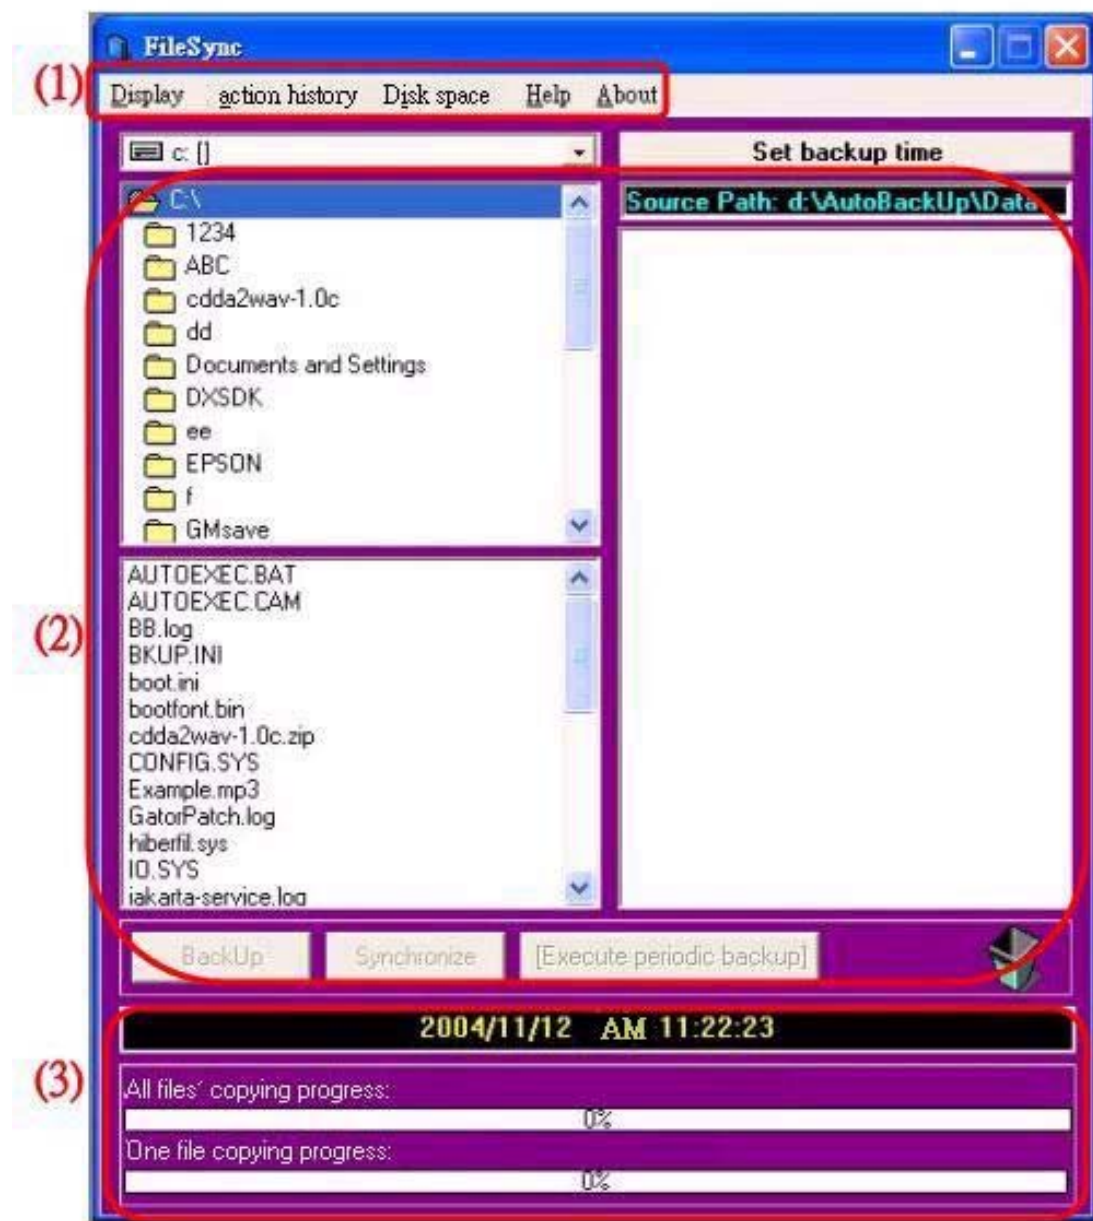 FileSync
(1)
Display action history Disk space Help About
c: []
Set backup time
C:\
1234
ABC
cdda2wav-1.0c
dd
Documents and Settings
DXSDK
ee
EPSON
f
GMsave
Source Path: d:\AutoBackUp\Data
(2)
AUTOEXEC.BAT
AUTOEXEC.CAM
BB.log
BKUP.INI
boot.ini
bootfont.bin
cdda2wav-1.0c.zip
CONFIG.SYS
Example.mp3
GatorPatch.log
hiberfil.sys
IO.SYS
jakarta-service.log
BackUp Synchronize [Execute periodic backup]
2004/11/12 AM 11:22:23
(3)
All files' copying progress:
0%
One file copying progress:
0%